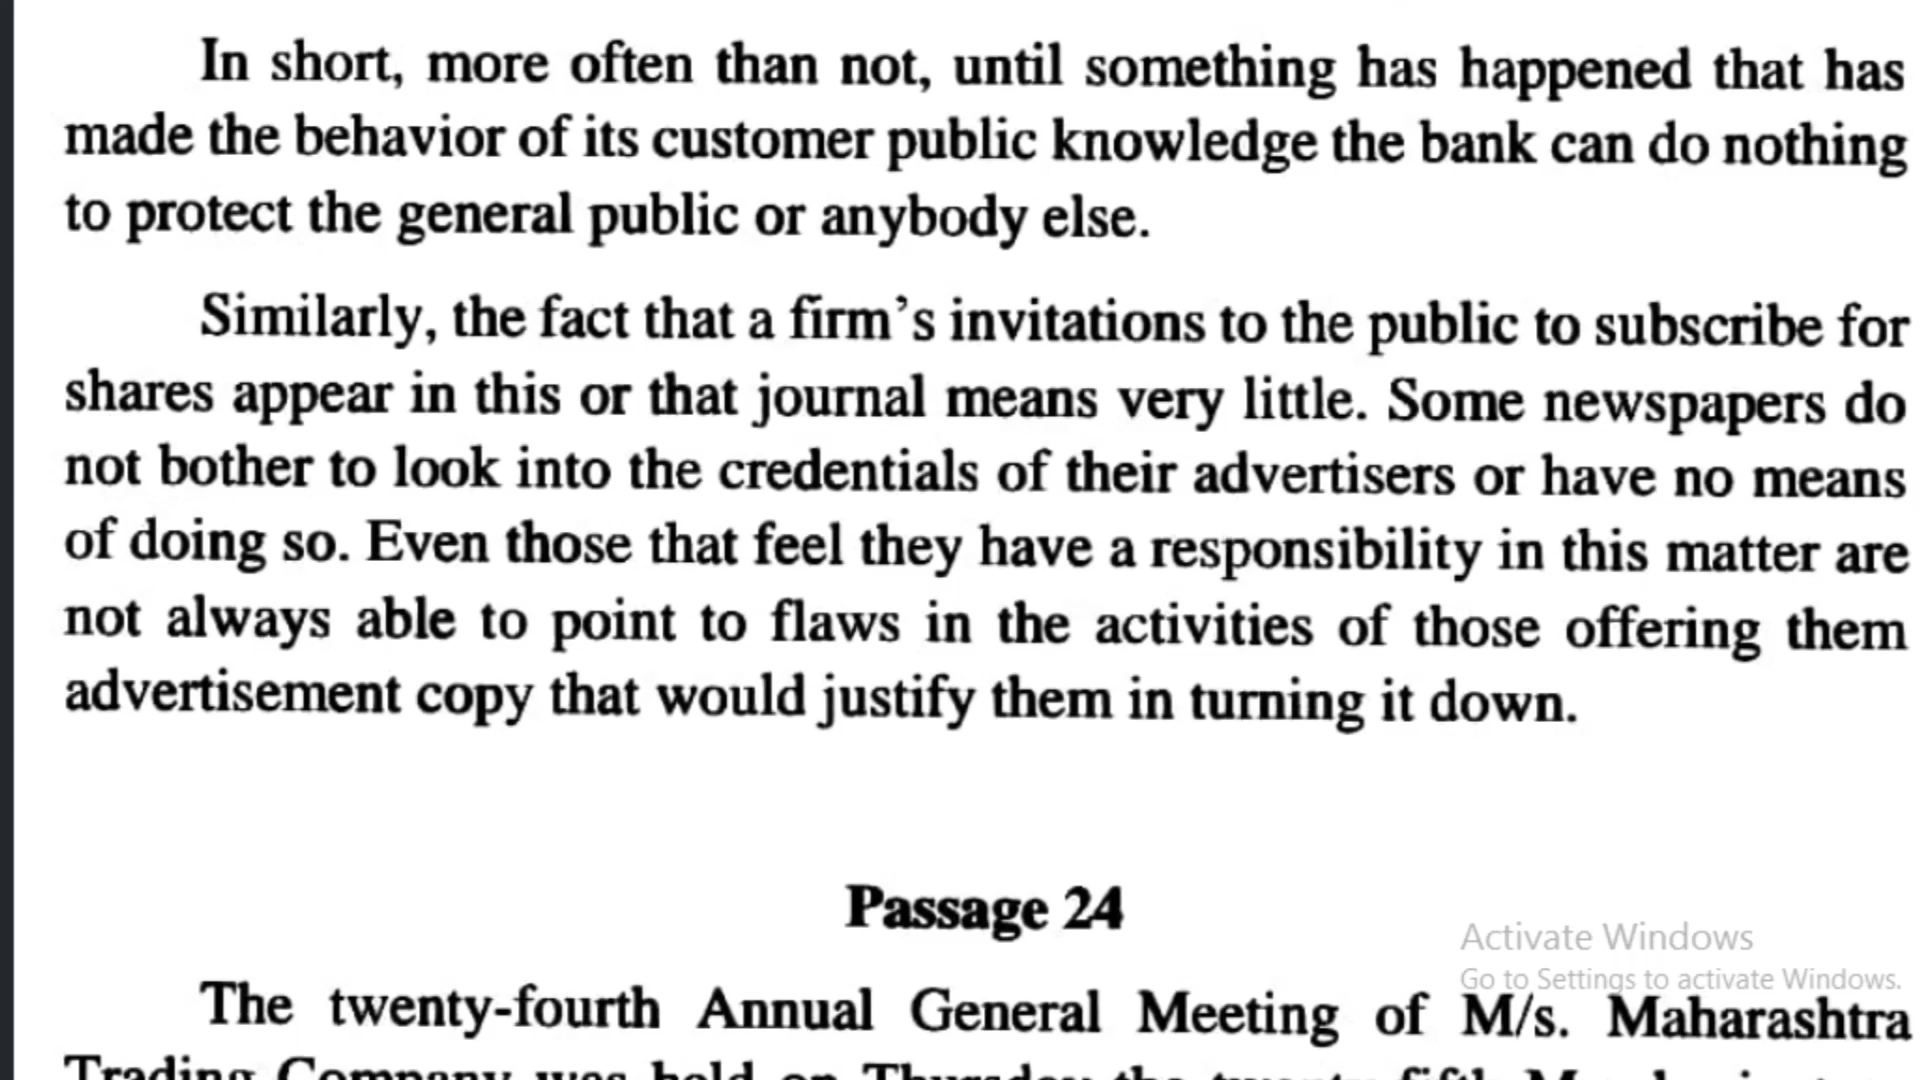 In short, more often than not, until something has happened that has
made the behavior of its customer public knowledge the bank can do nothing
to protect the general public or anybody else.
Similarly, the fact that a firm's invitations to the public to subscribe for
shares appear in this or that journal means very little. Some newspapers do
not bother to look into the credentials of their advertisers or have no means
of doing so. Even those that feel they have a responsibility in this matter are
not always able to point to flaws in the activities of those offering them
advertisement copy that would justify them in turning it down.
Passage 24
Activate Windows
Go to Settings to activate Windows.
The twenty-fourth Annual General Meeting of M/s. Maharashtra
Trading Company was held on Thursday the twenty-fifth